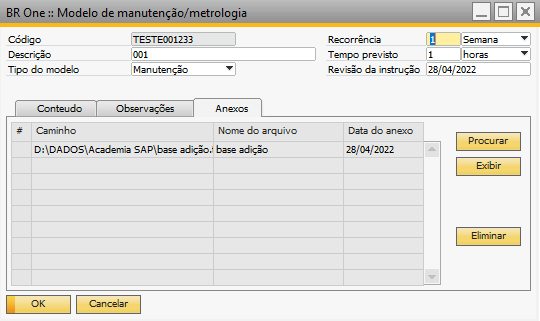 BR One :: Modelo de manutenção/metrologia
Código TESTE001233 Recorrência 1 Semana
Descrição 001 Tempo previsto 1 horas
Tipo do modelo Manutenção Revisão da instrução 28/04/2022
Conteudo Observações Anexos
# Caminho Nome do arquivo Data do anexo
D:\DADOS\Academia SAP\base adição. base adição 28/04/2022
Procurar
Exibir
Eliminar
OK Cancelar